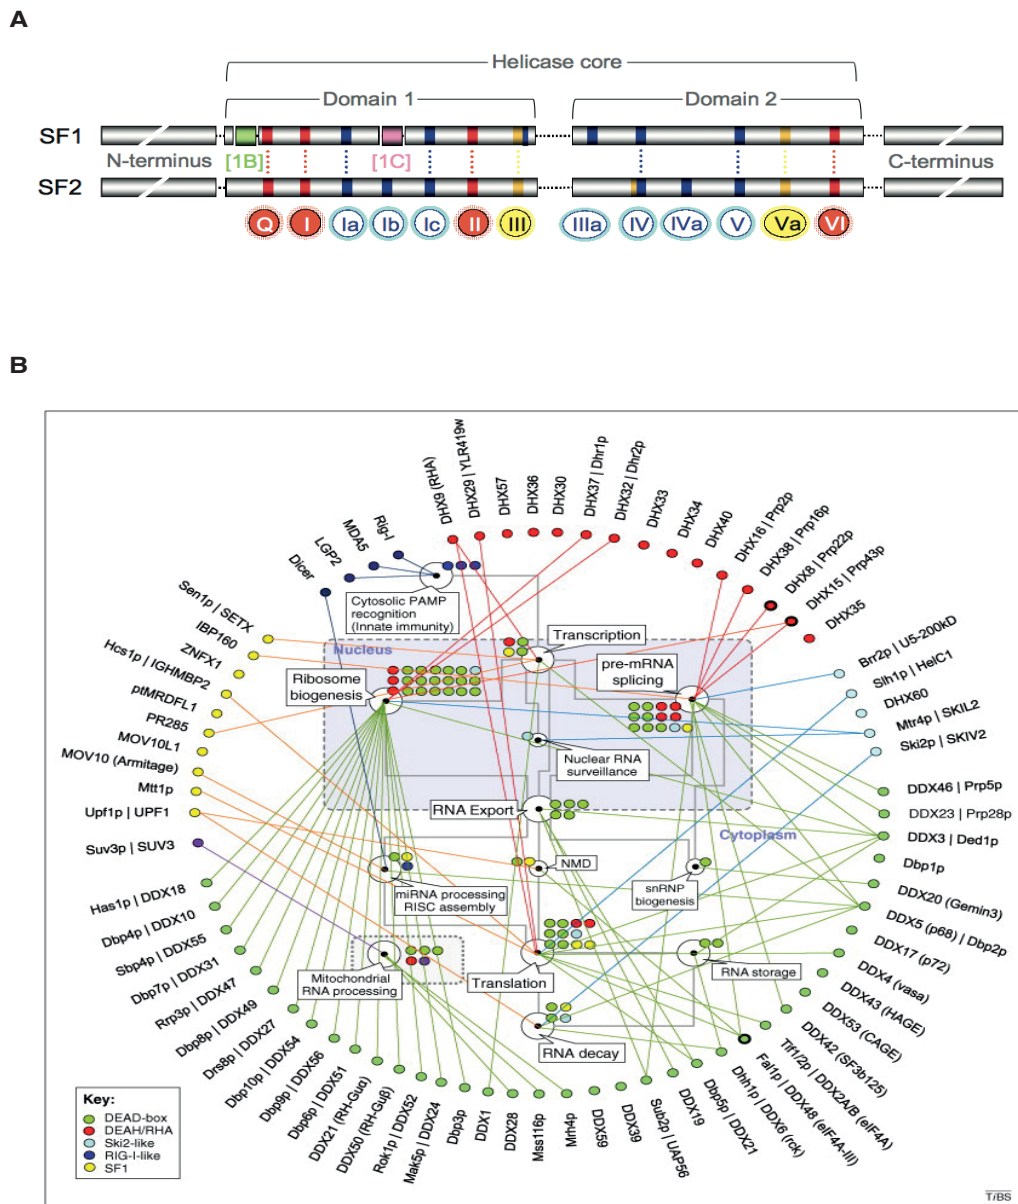 A
Helicase core
Domain 1
Domain 2
SF1
N-terminus
[1B]
[1C]
C-terminus
SF2
Q
I
Ia
Ib
Ic
II
III
IIIa
IV
IVa
V
Va
VI
B
Dicer
LGP2
MDA5
Rig-I
DHX9 (RHA)
DHX29 | YLR419w
DHX57
DHX36
DHX30
DHX37 | Dhr1p
DHX32 | Dhr2p
DHX33
DHX34
DHX40
DHX16 | Prp2p
DHX38 | Prp16p
DHX8 | Prp22p
DHX15 | Prp43p
DHX35
Brr2p | U5-200kD
Slh1p | HelC1
DHX60
Mtr4p | SKIL2
Ski2p | SKIV2
DDX46 | Prp5p
DDX23 | Prp28p
DDX3 | Ded1p
Dbp1p
DDX20 (Gemin3)
DDX5 (p68) | Dbp2p
DDX17 (p72)
DDX4 (vasa)
DDX43 (HAGE)
DDX53 (CAGE)
DDX42 (SF3b125)
Tif1/2p | DDX2A/B (eIF4A)
Fal1p | DDX48 (eIF4A-III)
Dhh1p | DDX6 (rck)
Dbp5p | DDX21
DDX19
Sub2p | UAP56
DDX39
DDX59
Mrh4p
Mss116p
DDX28
DDX1
Dbp3p
Mak5p | DDX24
Rok1p | DDX52
DDX50 (RH-Guβ)
DDX21 (RH-Guα)
Dbp6p | DDX51
Dbp9p | DDX56
Dbp10p | DDX54
Drs8p | DDX27
Dbp8p | DDX49
Rrp3p | DDX47
Dbp7p | DDX31
Sbp4p | DDX55
Dbp4p | DDX10
Has1p | DDX18
Suv3p | SUV3
Upf1p | UPF1
Mtt1p
MOV10 (Armitage)
MOV10L1
PR285
ptMRDFL1
Hcs1p | IGHMBP2
ZNFX1
IBP160
Sen1p | SETX
Cytosolic PAMP
recognition
(Innate immunity)
Nucleus
Transcription
Ribosome
biogenesis
pre-mRNA
splicing
Nuclear RNA
surveillance
RNA Export
Cytoplasm
miRNA processing
RISC assembly
NMD
snRNP
biogenesis
Mitochondrial
RNA processing
Translation
RNA storage
RNA decay
Key:
DEAD-box
DEAH/RHA
Ski2-like
RIG-I-like
SF1
TiBS